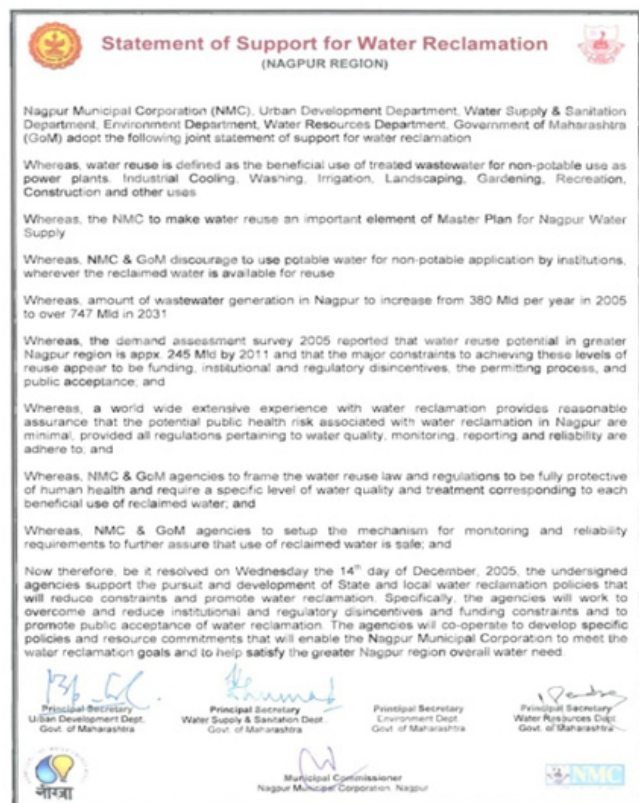 Statement of Support for Water Reclamation
(NAGPUR REGION)
Nagpur Municipal Corporation (NMC), Urban Development Department, Water Supply & Sanitation
Department, Environment Department, Water Resources Department, Government of Maharashtra
(GoM) adopt the following joint statement of support for water reclamation
Whereas, water reuse is defined as the beneficial use of treated wastewater for non-potable use as
power plants, Industrial Cooling, Washing, Irrigation, Landscaping, Gardening, Recreation,
Construction and other uses
Whereas, the NMC to make water reuse an important element of Master Plan for Nagpur Water
Supply
Whereas, NMC & GoM discourage to use potable water for non-potable application by institutions,
wherever the reclaimed water is available for reuse
Whereas, amount of wastewater generation in Nagpur to increase from 380 Mld per year in 2005
to over 747 Mld in 2031
Whereas, the demand assessment survey 2005 reported that water reuse potential in greater
Nagpur region is appx. 245 Mld by 2011 and that the major constraints to achieving these levels of
reuse appear to be funding, institutional and regulatory disincentives, the permitting process, and
public acceptance; and
Whereas, a world wide extensive experience with water reclamation provides reasonable
assurance that the potential public health risk associated with water reclamation in Nagpur are
minimal, provided all regulations pertaining to water quality, monitoring, reporting and reliability are
adhere to; and
Whereas, NMC & GoM agencies to frame the water reuse law and regulations to be fully protective
of human health and require a specific level of water quality and treatment corresponding to each
beneficial use of reclaimed water; and
Whereas, NMC & GoM agencies to setup the mechanism for monitoring and reliability
requirements to further assure that use of reclaimed water is safe; and
Now therefore, be it resolved on Wednesday the 14th day of December, 2005, the undersigned
agencies support the pursuit and development of State and local water reclamation policies that
will reduce constraints and promote water reclamation. Specifically, the agencies will work to
overcome and reduce institutional and regulatory disincentives and funding constraints and to
promote public acceptance of water reclamation. The agencies will co-operate to develop specific
policies and resource commitments that will enable the Nagpur Municipal Corporation to meet the
water reclamation goals and to help satisfy the greater Nagpur region overall water need.
Principal Secretary
Urban Development Dept.
Govt. of Maharashtra
Principal Secretary
Water Supply & Sanitation Dept.
Govt. of Maharashtra
Principal Secretary
Environment Dept.
Govt. of Maharashtra
Principal Secretary
Water Resources Dept.
Govt. of Maharashtra
Municipal Commissioner
Nagpur Municipal Corporation, Nagpur
नीरजा
NMC